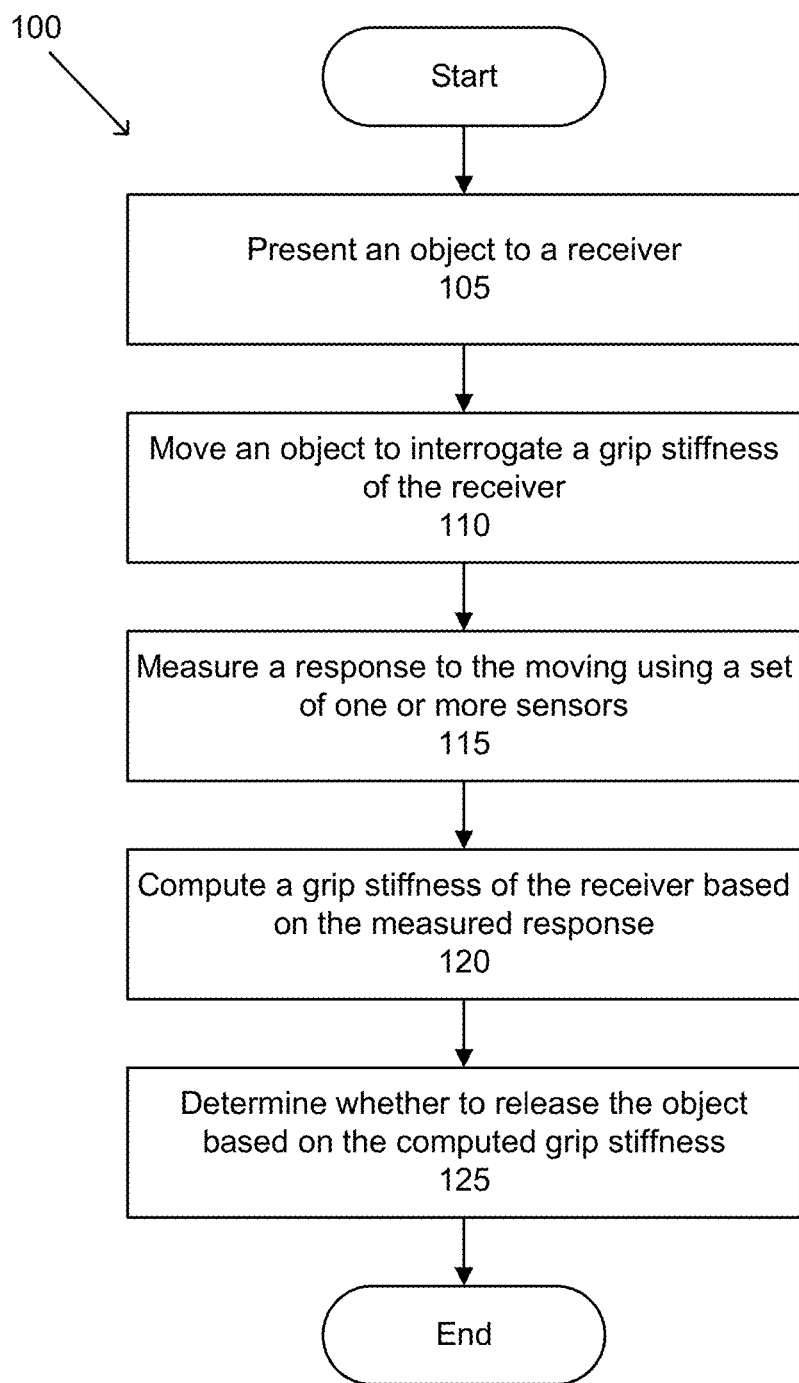 100
Start
Present an object to a receiver
105
Move an object to interrogate a grip stiffness
of the receiver
110
Measure a response to the moving using a set
of one or more sensors
115
Compute a grip stiffness of the receiver based
on the measured response
120
Determine whether to release the object
based on the computed grip stiffness
125
End